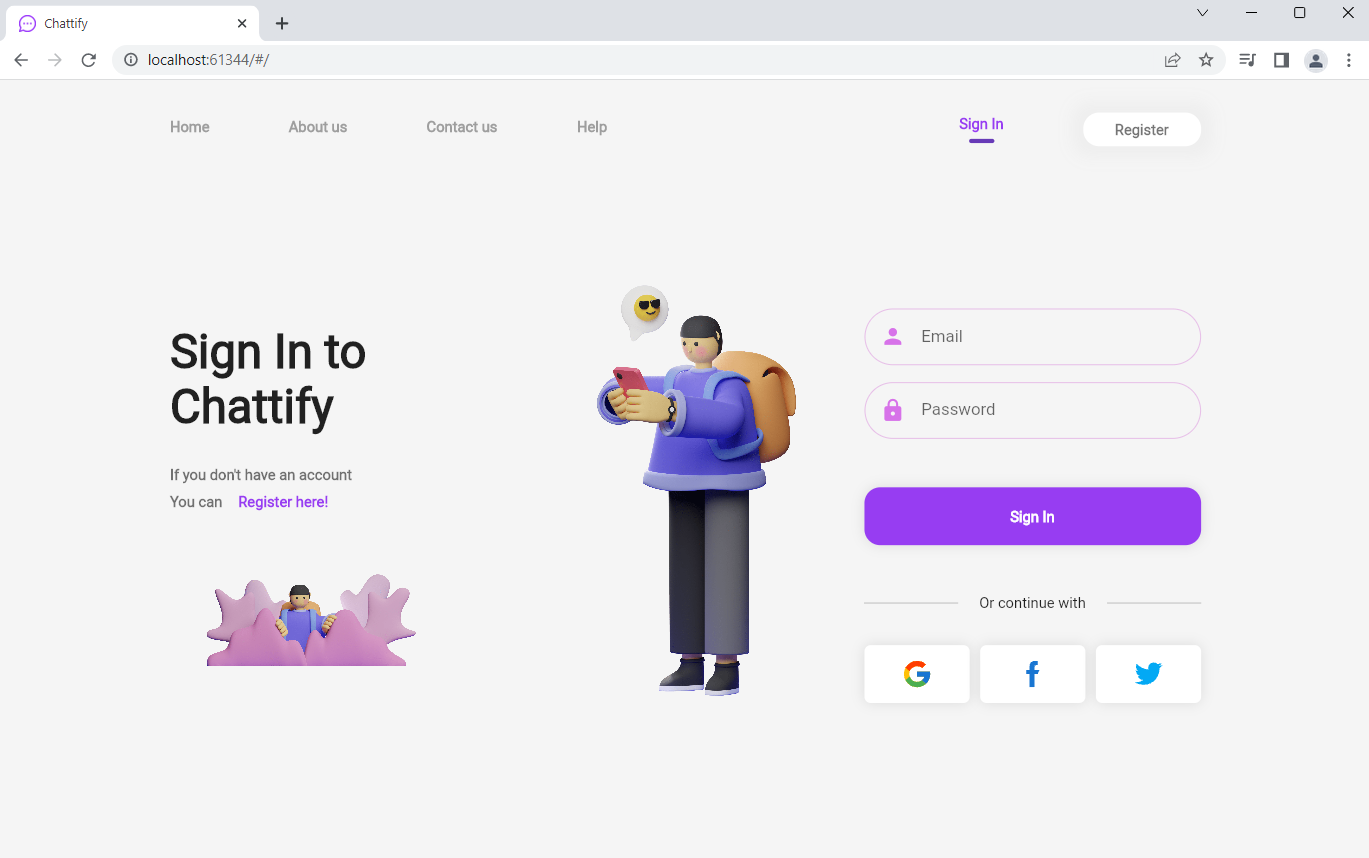 Chattify
localhost:61344/#/
Home About us Contact us Help Sign In Register
Sign In to
Chattify
If you don't have an account
You can Register here!
Email
Password
Sign In
Or continue with